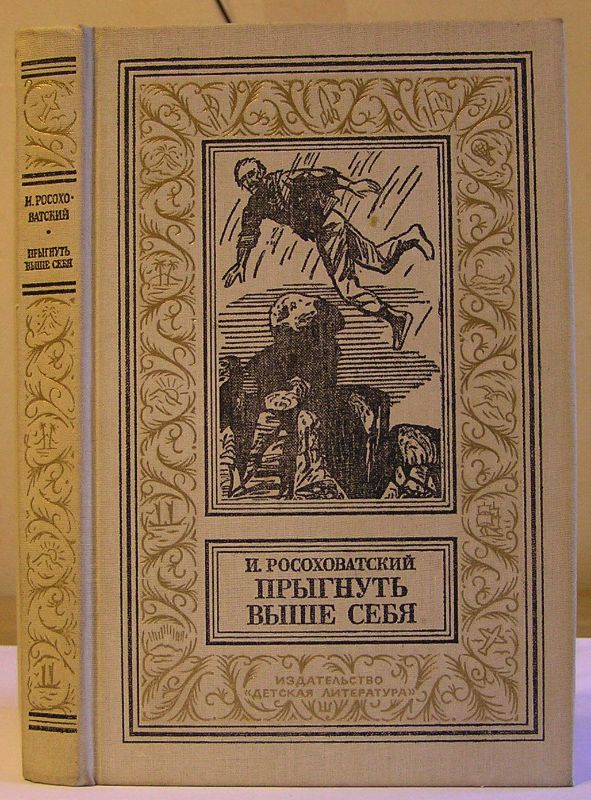 И. РОСОХО-
ВАТСКИЙ
•
ПРЫГНУТЬ
ВЫШЕ СЕБЯ
И. РОСОХОВАТСКИЙ
ПРЫГНУТЬ
ВЫШЕ СЕБЯ
ИЗДАТЕЛЬСТВО
"ДЕТСКАЯ ЛИТЕРАТУРА"